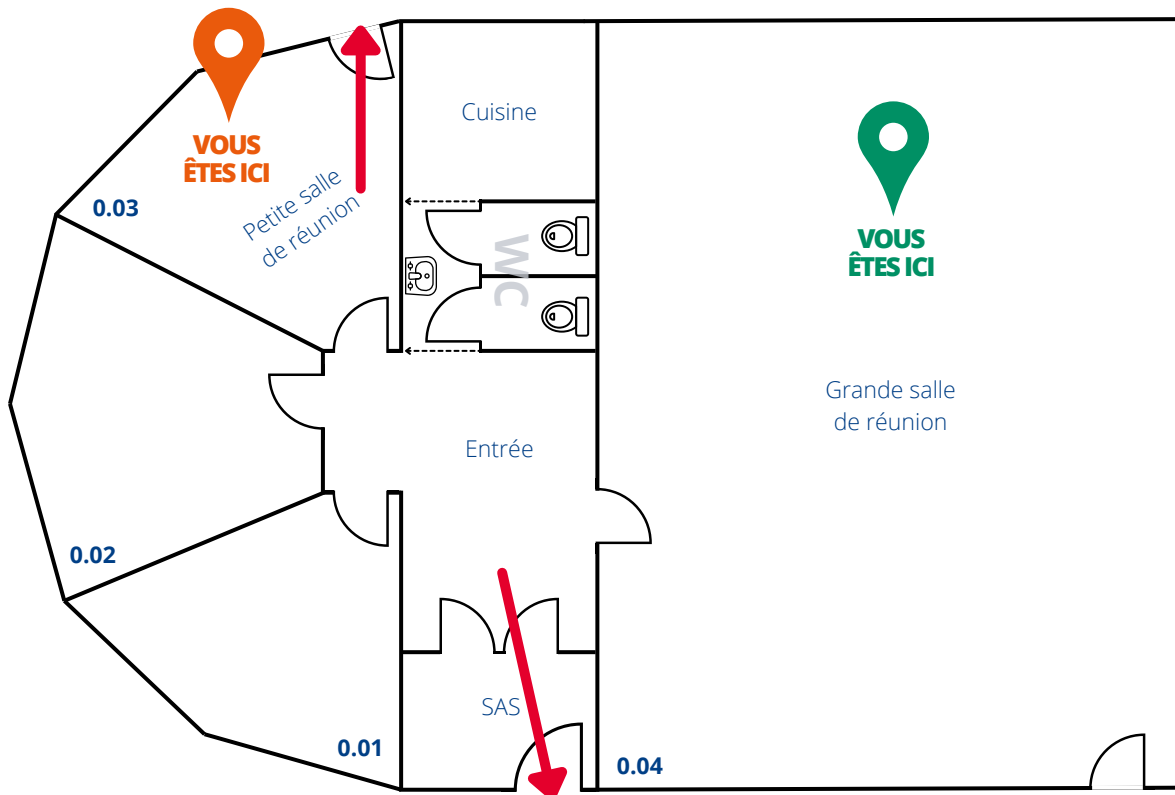 Cuisine
VOUS
ÊTES ICI
Petite salle
de réunion
0.03
WC
VOUS
ÊTES ICI
Grande salle
de réunion
Entrée
0.02
SAS
0.01
0.04